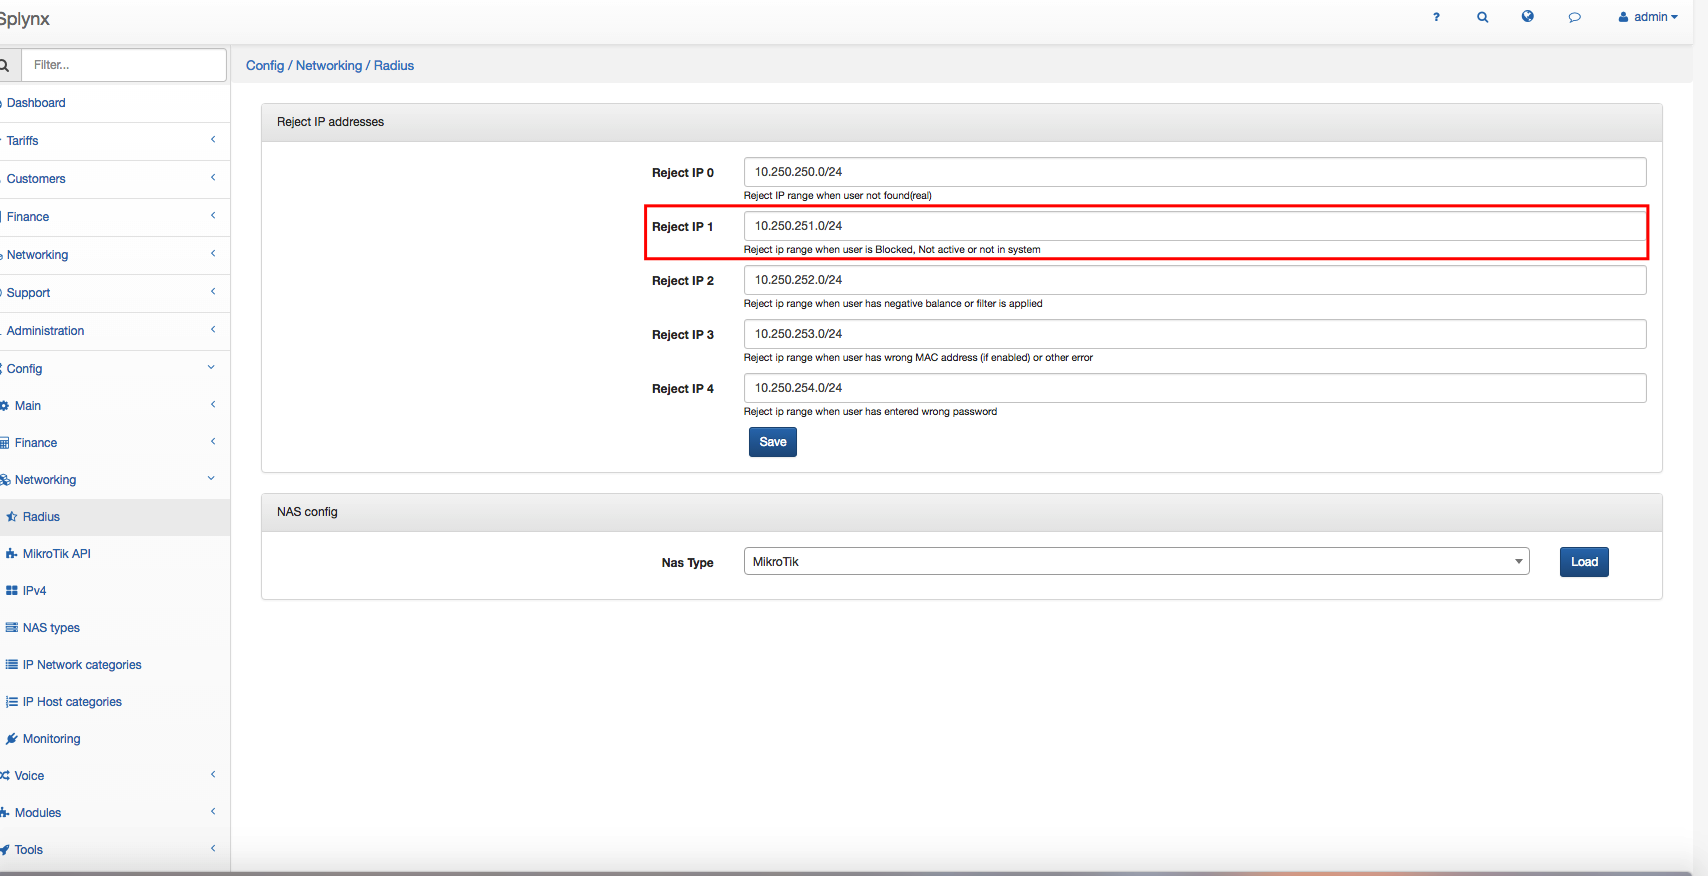 Splynx
? admin
Filter...
Config / Networking / Radius
Dashboard
Tariffs
Customers
Finance
Networking
Support
Administration
Config
Main
Finance
Networking
Radius
MikroTik API
IPv4
NAS types
IP Network categories
IP Host categories
Monitoring
Voice
Modules
Tools
Reject IP addresses
Reject IP 0 10.250.250.0/24
Reject IP range when user not found(real)
Reject IP 1 10.250.251.0/24
Reject ip range when user is Blocked, Not active or not in system
Reject IP 2 10.250.252.0/24
Reject ip range when user has negative balance or filter is applied
Reject IP 3 10.250.253.0/24
Reject ip range when user has wrong MAC address (if enabled) or other error
Reject IP 4 10.250.254.0/24
Reject ip range when user has entered wrong password
Save
NAS config
Nas Type MikroTik Load